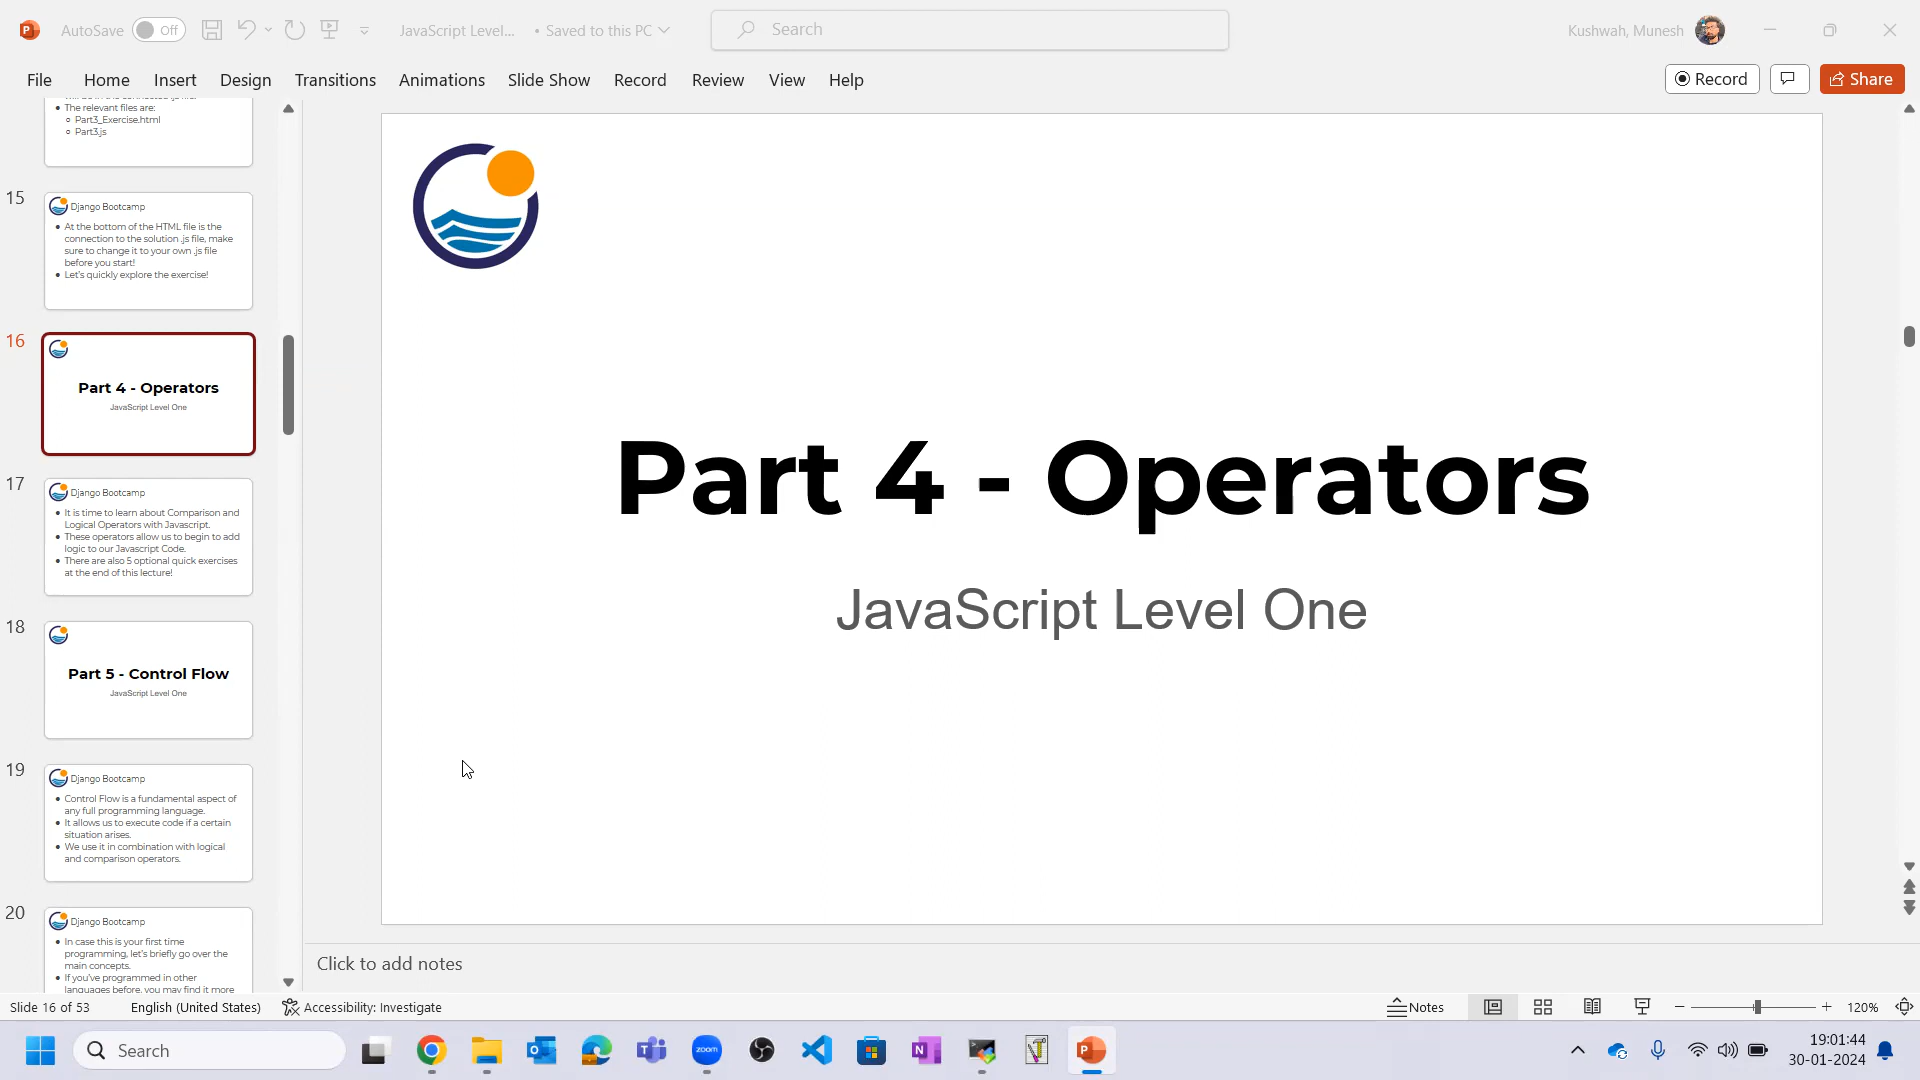 AutoSave Off JavaScript Level... • Saved to this PC Search Kushwah, Munesh
File Home Insert Design Transitions Animations Slide Show Record Review View Help Record Share
• The relevant files are:
Part3_Exercise.html
Part3.js
15
Django Bootcamp
• At the bottom of the HTML file is the
connection to the solution .js file, make
sure to change it to your own .js file
before you start!
• Let's quickly explore the exercise!
16
Part 4 - Operators
JavaScript Level One
17
Django Bootcamp
• It is time to learn about Comparison and
Logical Operators with Javascript.
• These operators allow us to begin to add
logic to our Javascript Code.
• There are also 5 optional quick exercises
at the end of this lecture!
18
Part 5 - Control Flow
JavaScript Level One
19
Django Bootcamp
• Control Flow is a fundamental aspect of
any full programming language.
• It allows us to execute code if a certain
situation arises.
• We use it in combination with logical
and comparison operators.
20
Django Bootcamp
• In case this is your first time
programming, let's briefly go over the
main concepts.
• If you've programmed in other
languages before, you may find it more
Part 4 - Operators
JavaScript Level One
Click to add notes
Slide 16 of 53 English (United States) Accessibility: Investigate Notes 120%
Search
zoom
19:01:44
30-01-2024